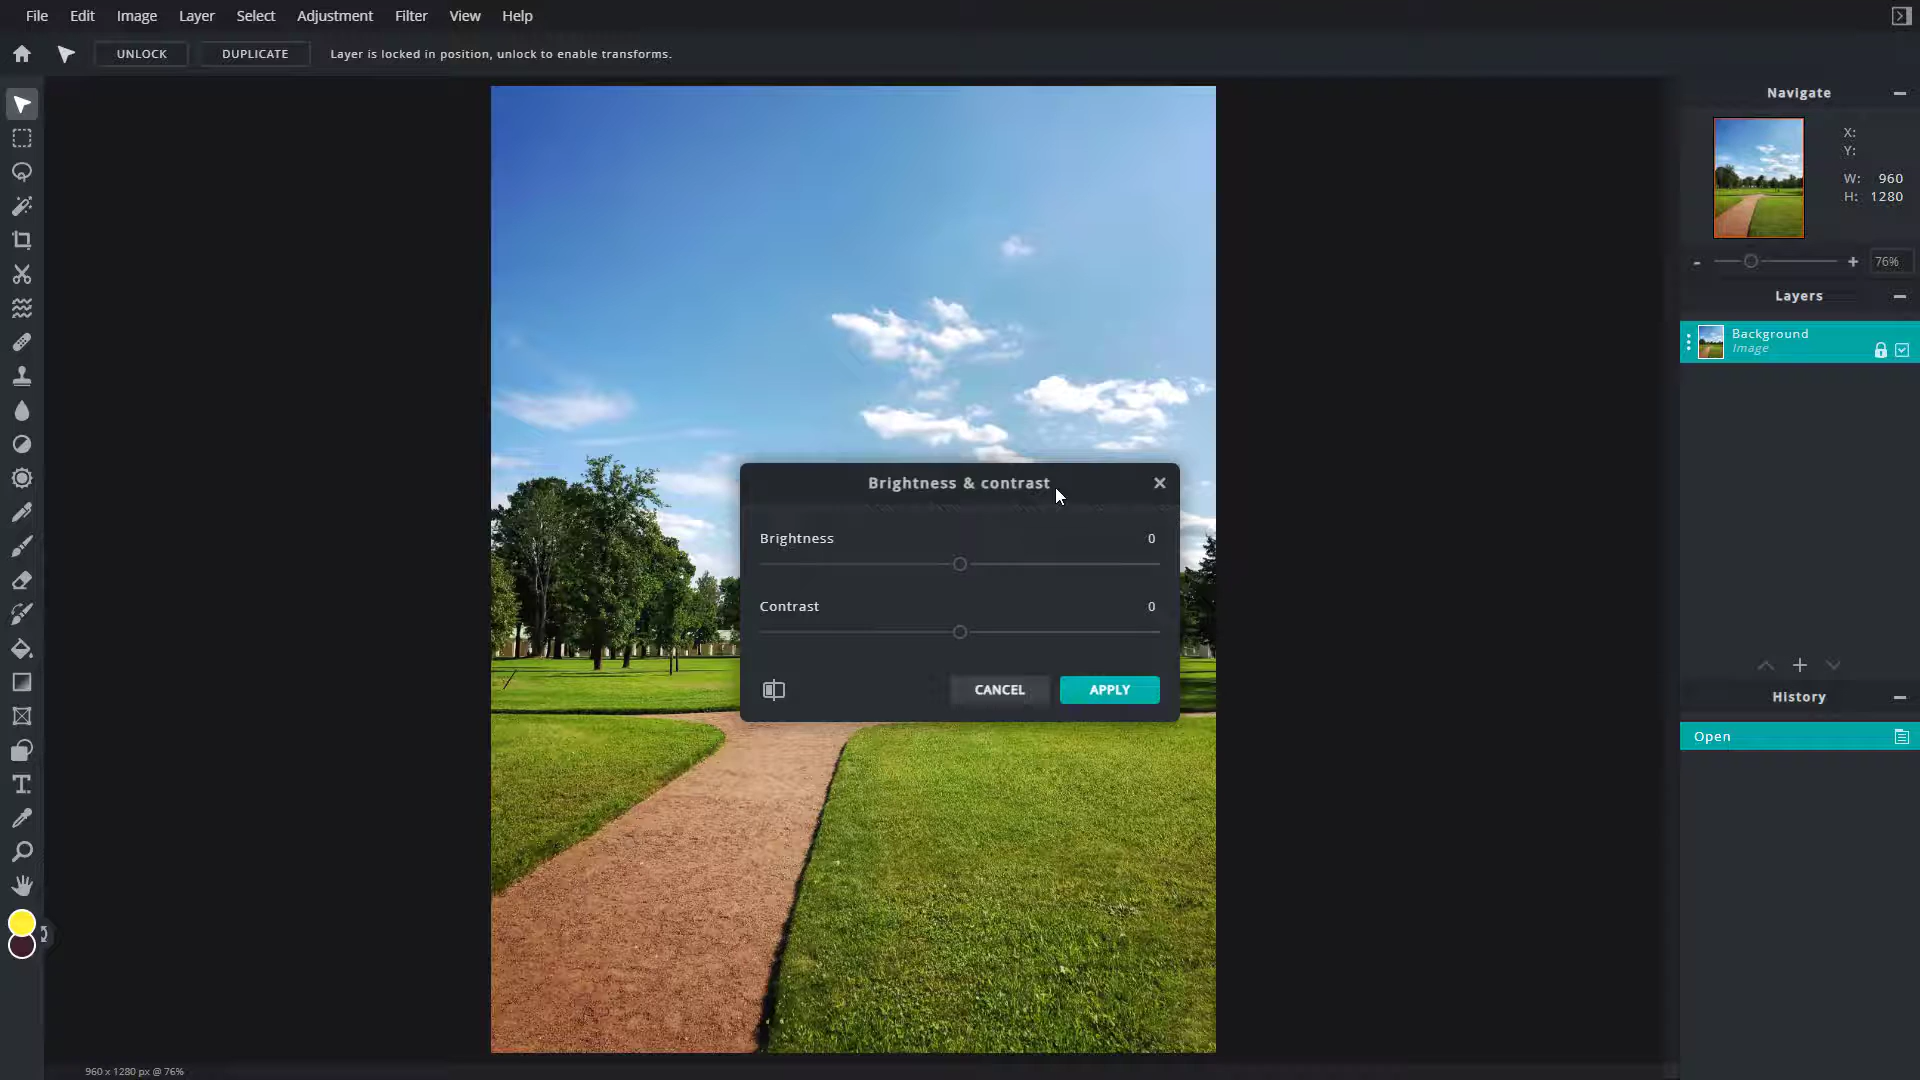 File Edit Image Layer Select Adjustment Filter View Help
UNLOCK DUPLICATE Layer is locked in position, unlock to enable transforms.
Navigate
X:
Y:
W: 960
H: 1280
- + 76%
Layers
Background
Image
Brightness & contrast
Brightness 0
Contrast 0
CANCEL APPLY
History
Open
960 x 1280 px @ 76%